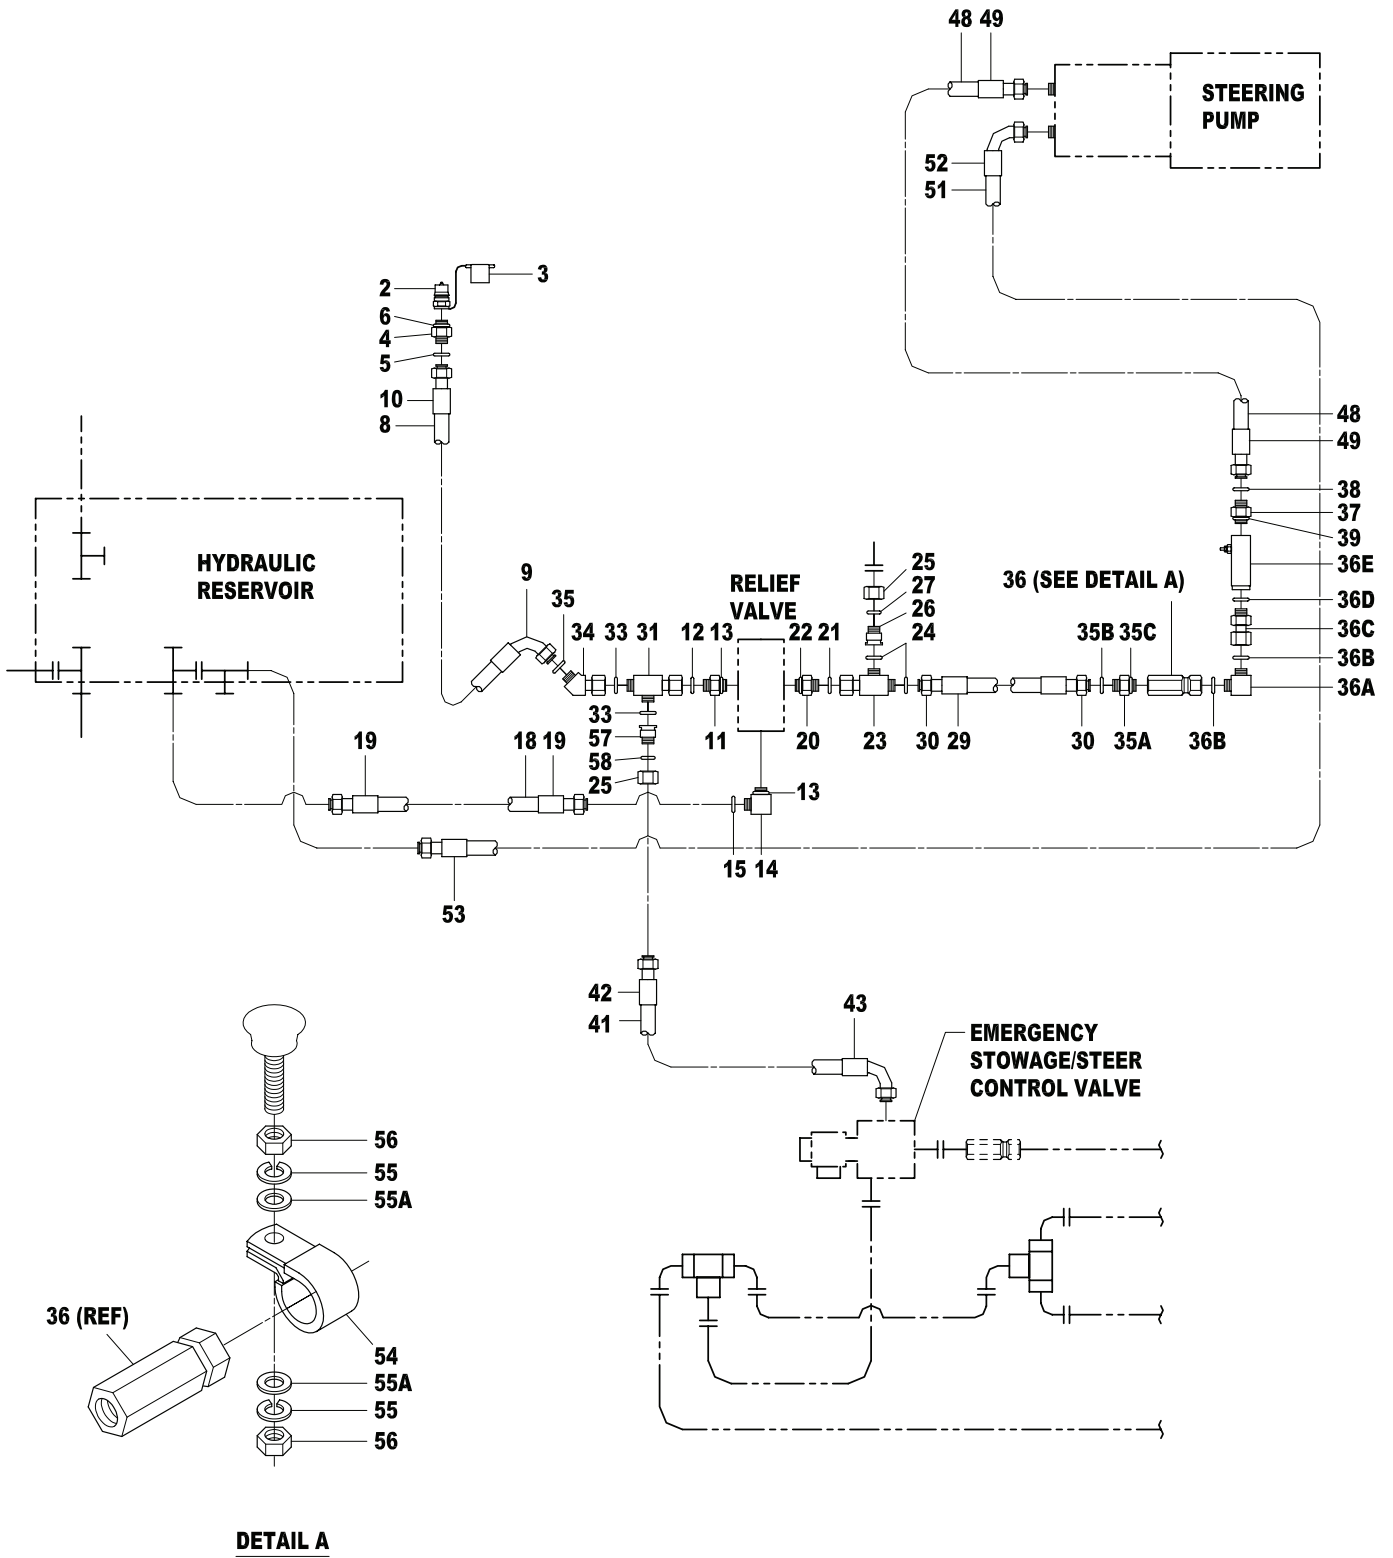 48 49
STEERING
PUMP
52
51
3
2
6
4
5
10
8
48
49
38
37
39
36E
36D
36C
36B
36A
HYDRAULIC
RESERVOIR
9
35
34 33 31 12 13
RELIEF
VALVE
22 21
25
27
26
24
36 (SEE DETAIL A)
35B 35C
33
57
58
25
11
20
23
30 29
30 35A
36B
19
18 19
13
15 14
53
42
41
43
EMERGENCY
STOWAGE/STEER
CONTROL VALVE
56
55
55A
36 (REF)
54
55A
55
56
DETAIL A